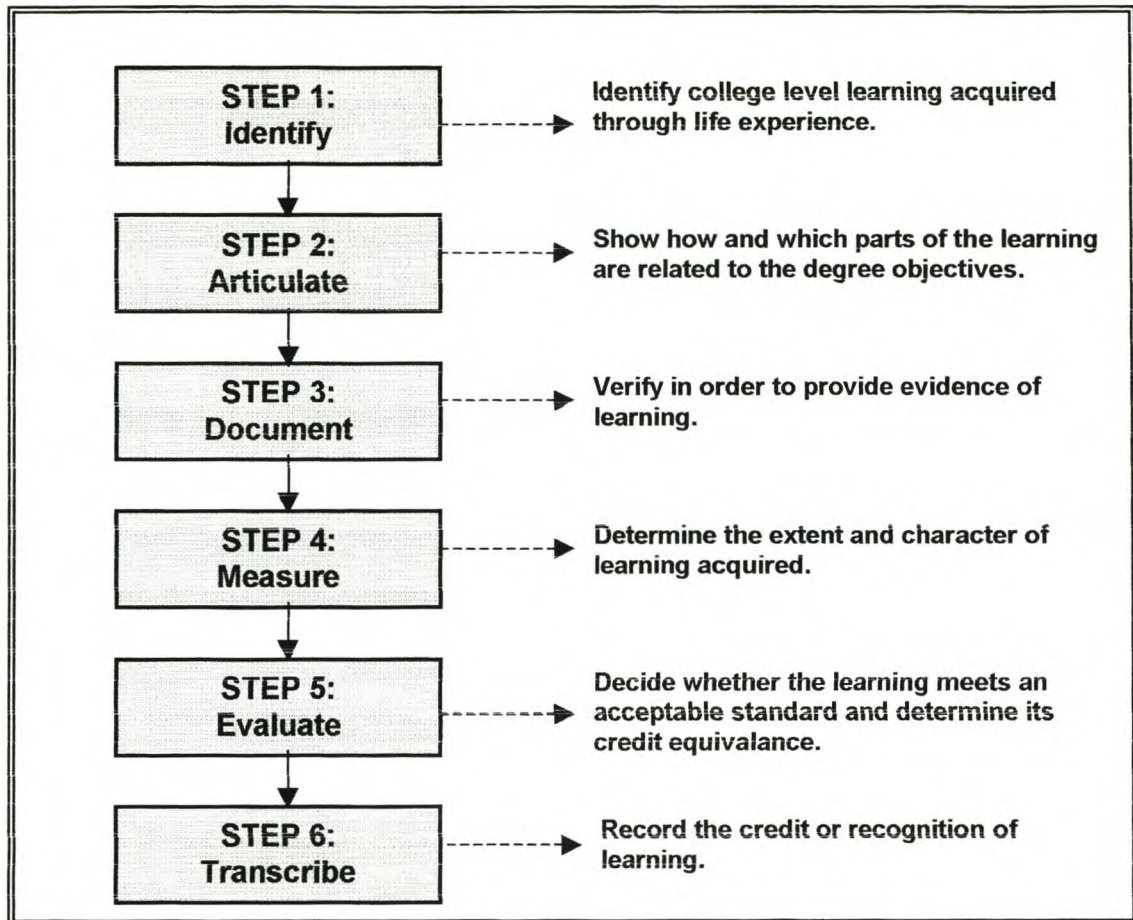 STEP 1:
Identify
Identify college level learning acquired
through life experience.
STEP 2:
Articulate
Show how and which parts of the learning
are related to the degree objectives.
STEP 3:
Document
Verify in order to provide evidence of
learning.
STEP 4:
Measure
Determine the extent and character of
learning acquired.
STEP 5:
Evaluate
Decide whether the learning meets an
acceptable standard and determine its
credit equivalance.
STEP 6:
Transcribe
Record the credit or recognition of
learning.